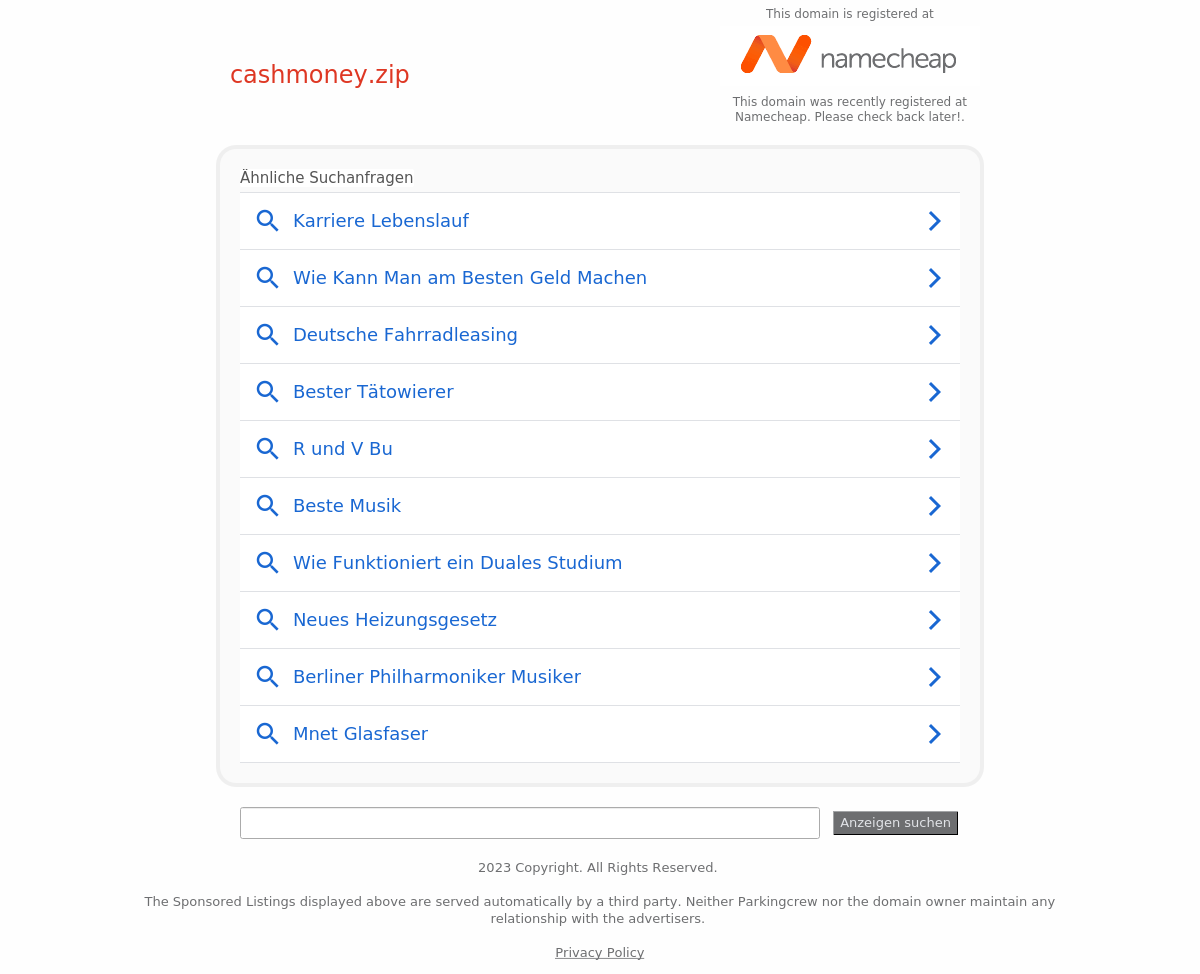 This domain is registered at
namecheap
cashmoney.zip
This domain was recently registered at
Namecheap. Please check back later!.
Ähnliche Suchanfragen
Karriere Lebenslauf
Wie Kann Man am Besten Geld Machen
Deutsche Fahrradleasing
Bester Tätowierer
R und V Bu
Beste Musik
Wie Funktioniert ein Duales Studium
Neues Heizungsgesetz
Berliner Philharmoniker Musiker
Mnet Glasfaser
Anzeigen suchen
2023 Copyright. All Rights Reserved.
The Sponsored Listings displayed above are served automatically by a third party. Neither Parkingcrew nor the domain owner maintain any
relationship with the advertisers.
Privacy Policy